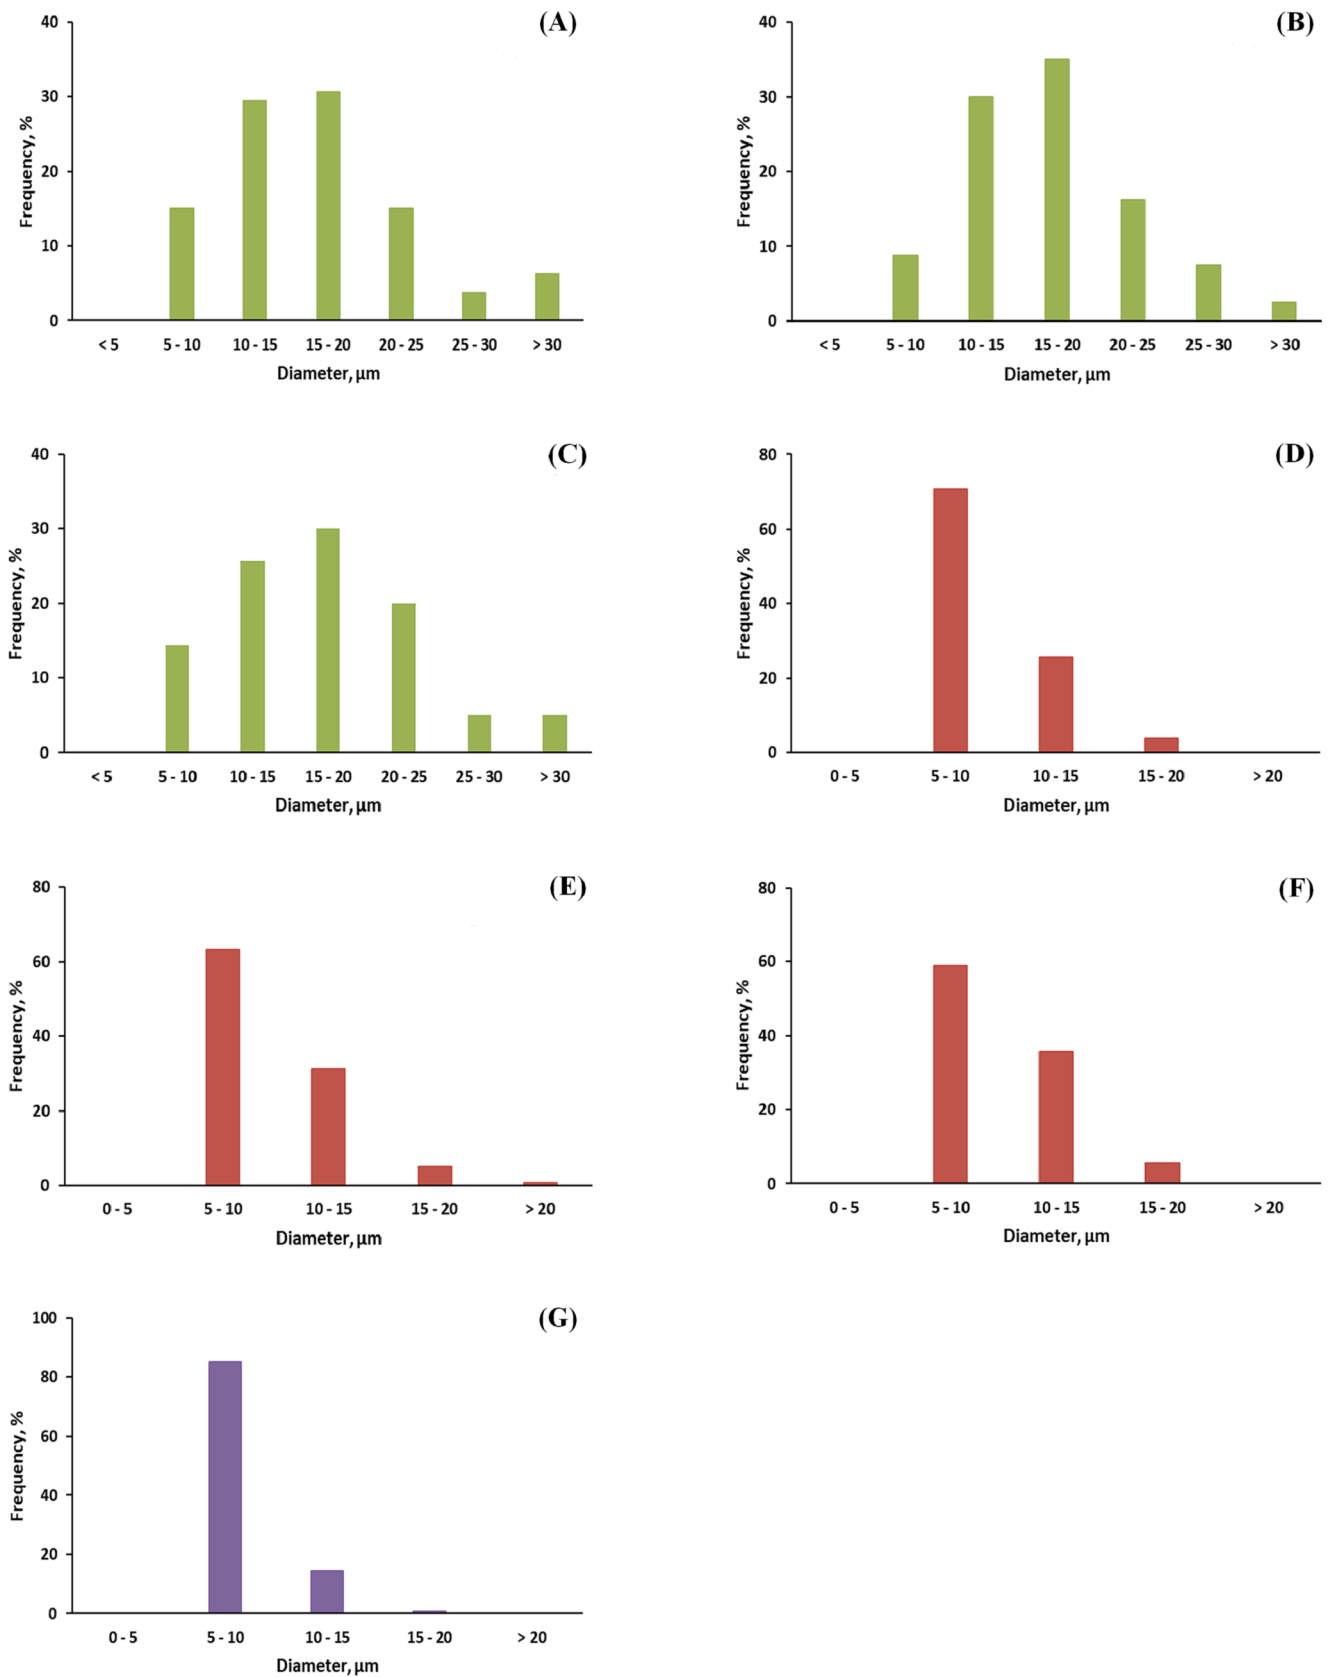 (A)
40
30
20
10
0
Frequency, %
< 5 5 - 10 10 - 15 15 - 20 20 - 25 25 - 30 > 30
Diameter, µm
(B)
40
30
20
10
0
Frequency, %
< 5 5 - 10 10 - 15 15 - 20 20 - 25 25 - 30 > 30
Diameter, µm
(C)
40
30
20
10
0
Frequency, %
< 5 5 - 10 10 - 15 15 - 20 20 - 25 25 - 30 > 30
Diameter, µm
(D)
80
60
40
20
0
Frequency, %
0 - 5 5 - 10 10 - 15 15 - 20 > 20
Diameter, µm
(E)
80
60
40
20
0
Frequency, %
0 - 5 5 - 10 10 - 15 15 - 20 > 20
Diameter, µm
(F)
80
60
40
20
0
Frequency, %
0 - 5 5 - 10 10 - 15 15 - 20 > 20
Diameter, µm
(G)
100
80
60
40
20
0
Frequency, %
0 - 5 5 - 10 10 - 15 15 - 20 > 20
Diameter, µm